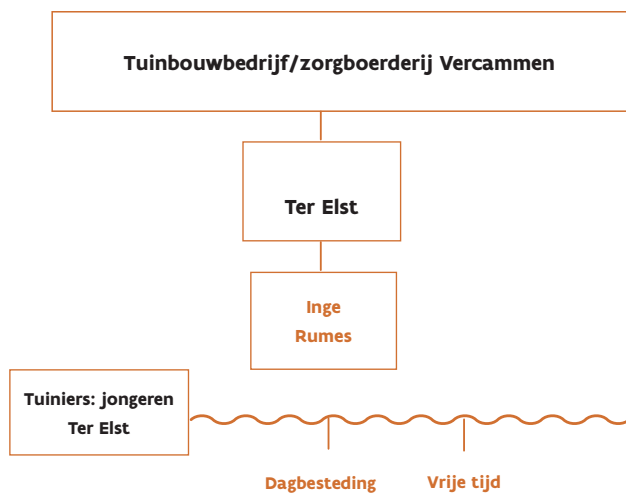 Tuinbouwbedrijf/zorgboerderij Vercammen
Ter Elst
Inge
Rumes
Tuiniers: jongeren
Ter Elst
Dagbesteding
Vrije tijd